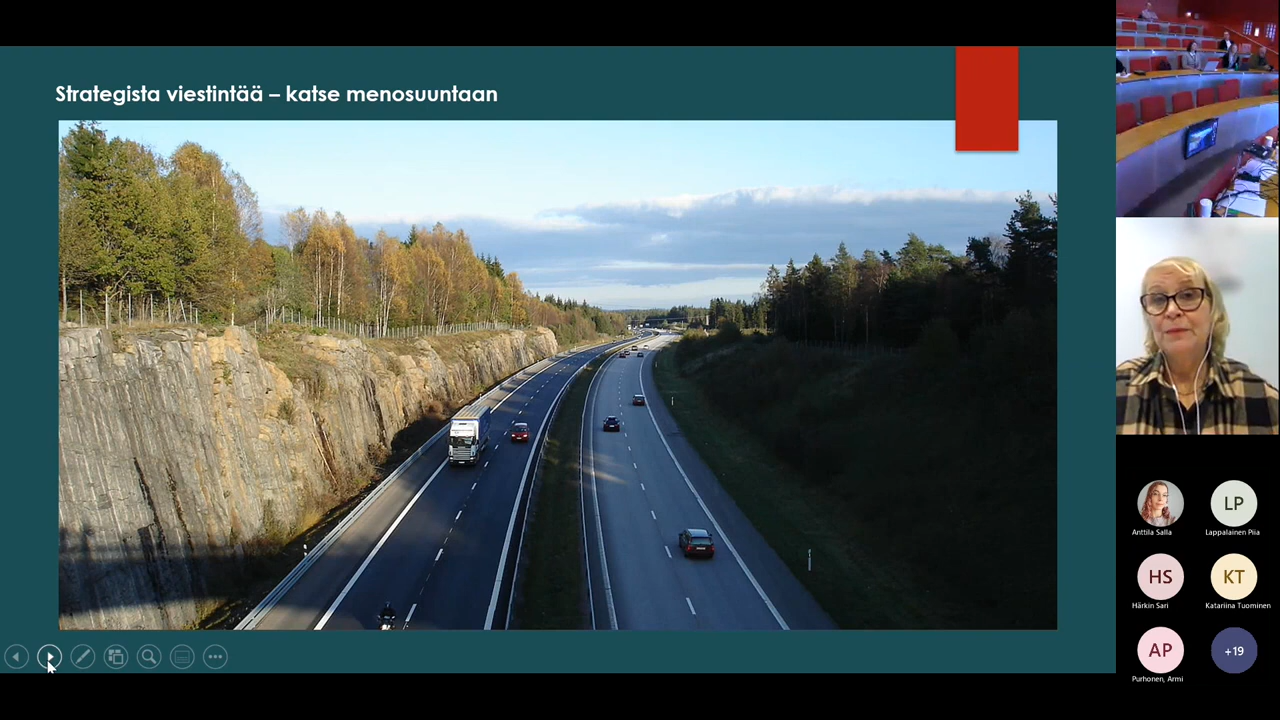 Strategista viestintää – katse menosuuntaan
Anttila Salla
LP
Lappalainen Piia
HS
Härkin Sari
KT
Katariina Tuominen
AP
Purhonen, Armi
+19